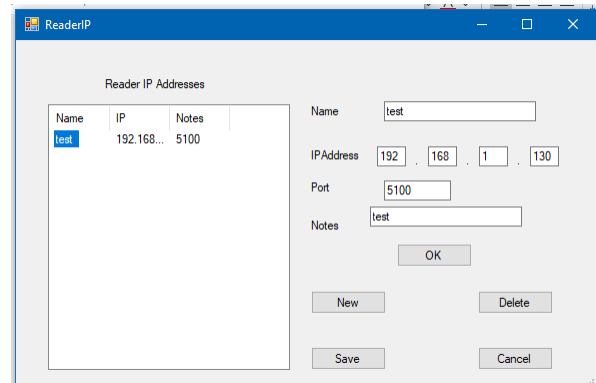 ReaderIP
Reader IP Addresses
Name IP Notes
test 192.168... 5100
Name test
IPAddress 192 . 168 . 1 . 130
Port 5100
Notes test
OK
New Delete
Save Cancel